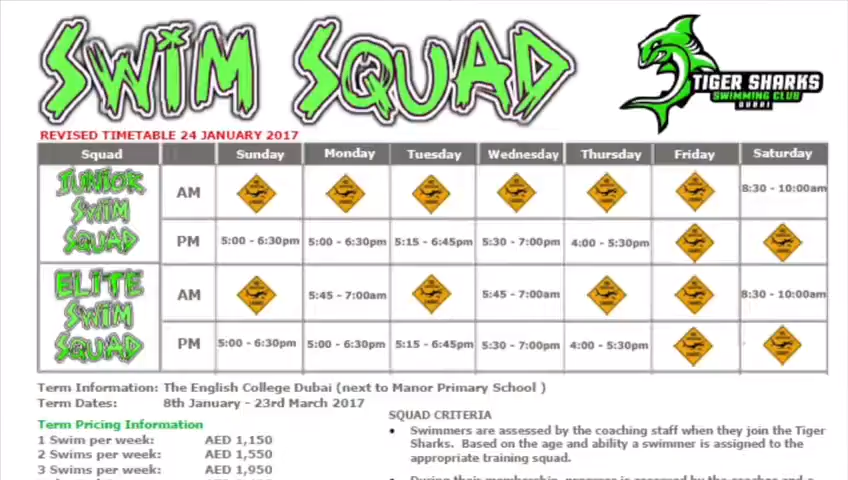 SWIM SQUAD
TIGER SHARKS
SWIMMING CLUB
DUBAI
REVISED TIMETABLE 24 JANUARY 2017
Squad Sunday Monday Tuesday Wednesday Thursday Friday Saturday
JUNIOR SWIM SQUAD
AM 8:30 - 10:00am
PM 5:00 - 6:30pm 5:00 - 6:30pm 5:15 - 6:45pm 5:30 - 7:00pm 4:00 - 5:30pm
ELITE SWIM SQUAD
AM 5:45 - 7:00am 5:45 - 7:00am 8:30 - 10:00am
PM 5:00 - 6:30pm 5:00 - 6:30pm 5:15 - 6:45pm 5:30 - 7:00pm 4:00 - 5:30pm
Term Information: The English College Dubai (next to Manor Primary School )
Term Dates: 8th January - 23rd March 2017
Term Pricing Information
1 Swim per week: AED 1,150
2 Swims per week: AED 1,550
3 Swims per week: AED 1,950
SQUAD CRITERIA
• Swimmers are assessed by the coaching staff when they join the Tiger
Sharks. Based on the age and ability a swimmer is assigned to the
appropriate training squad.